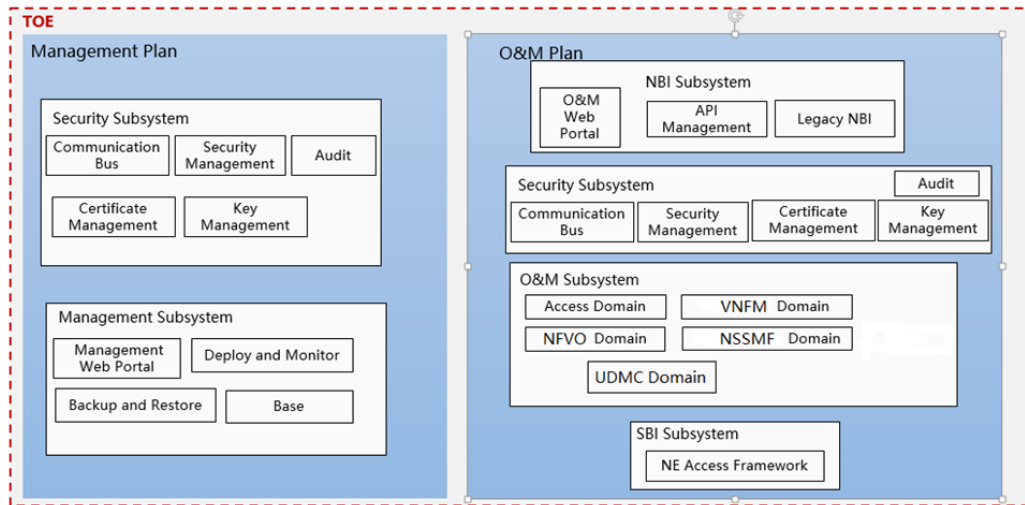 TOE
Management Plan
Security Subsystem
Communication
Bus
Security
Management
Audit
Certificate
Management
Key
Management
Management Subsystem
Management
Web Portal
Deploy and Monitor
Backup and Restore
Base
O&M Plan
NBI Subsystem
O&M
Web
Portal
API
Management
Legacy NBI
Security Subsystem
Audit
Communication
Bus
Security
Management
Certificate
Management
Key
Management
O&M Subsystem
Access Domain
VNFM Domain
NFVO Domain
NSSMF Domain
UDMC Domain
SBI Subsystem
NE Access Framework